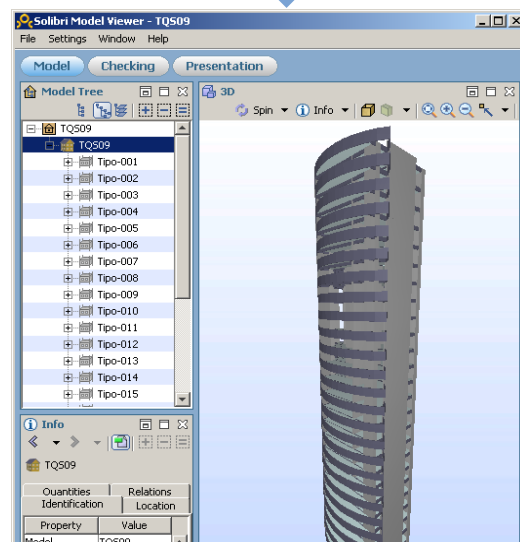 Solibri Model Viewer - TQS09
File Settings Window Help
Model Checking Presentation
Model Tree
3D
Spin Info
TQS09
TQS09
Tipo-001
Tipo-002
Tipo-003
Tipo-004
Tipo-005
Tipo-006
Tipo-007
Tipo-008
Tipo-009
Tipo-010
Tipo-011
Tipo-012
Tipo-013
Tipo-014
Tipo-015
Info
TQS09
Quantities Relations
Identification Location
Property Value
Model TQS09